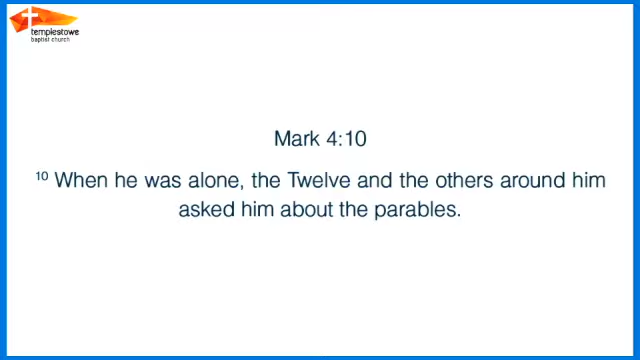 templestowe
baptist church
Mark 4:10
10 When he was alone, the Twelve and the others around him
asked him about the parables.